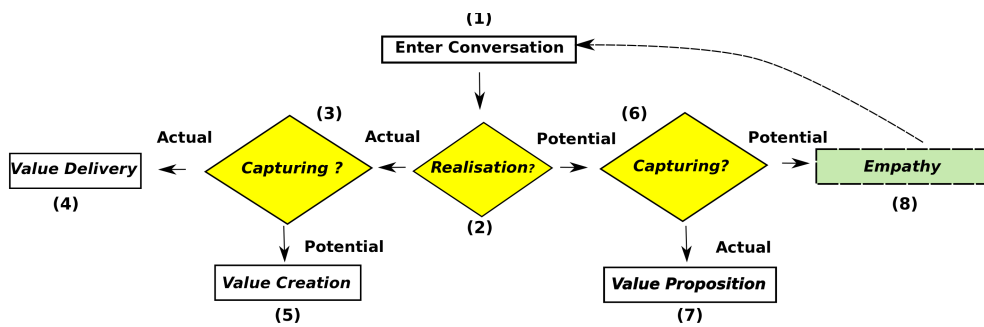 (1)
Enter Conversation
(3)
(6)
Actual
Actual
Potential
Potential
Value Delivery
Capturing ?
Realisation?
Capturing?
Empathy
(4)
(2)
(8)
Potential
Actual
Value Creation
Value Proposition
(5)
(7)